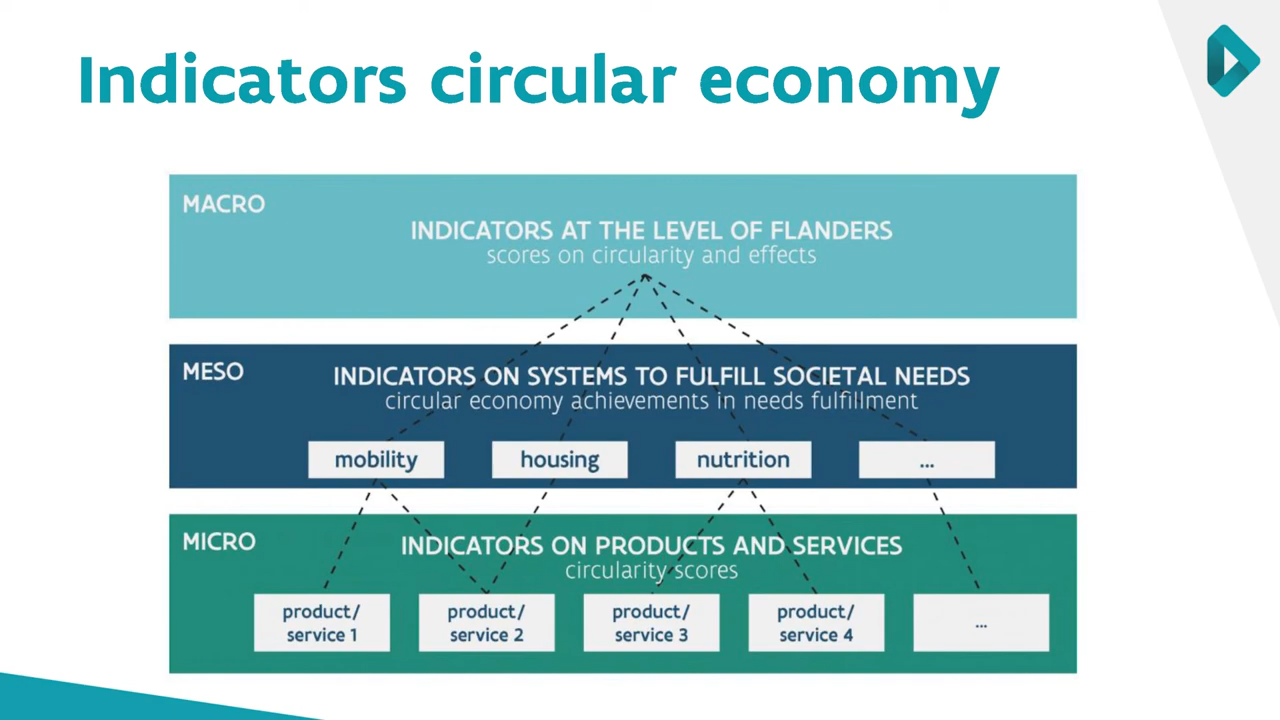 Indicators circular economy
MACRO
INDICATORS AT THE LEVEL OF FLANDERS
scores on circularity and effects
MESO
INDICATORS ON SYSTEMS TO FULFILL SOCIETAL NEEDS
circular economy achievements in needs fulfillment
mobility
housing
nutrition
...
MICRO
INDICATORS ON PRODUCTS AND SERVICES
circularity scores
product/
service 1
product/
service 2
product/
service 3
product/
service 4
...